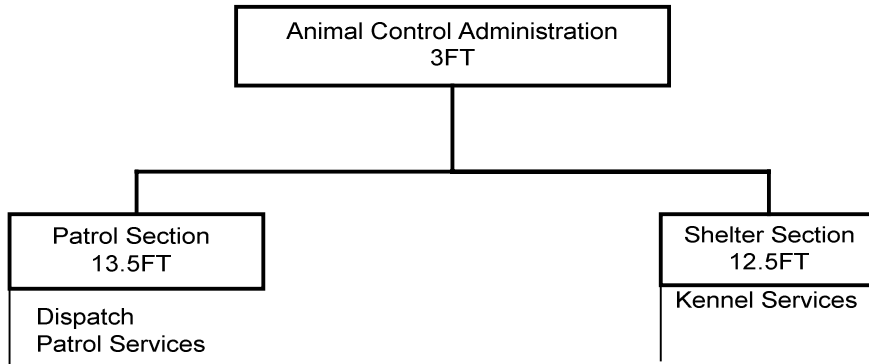 Animal Control Administration
3FT
Patrol Section
13.5FT
Dispatch
Patrol Services
Shelter Section
12.5FT
Kennel Services